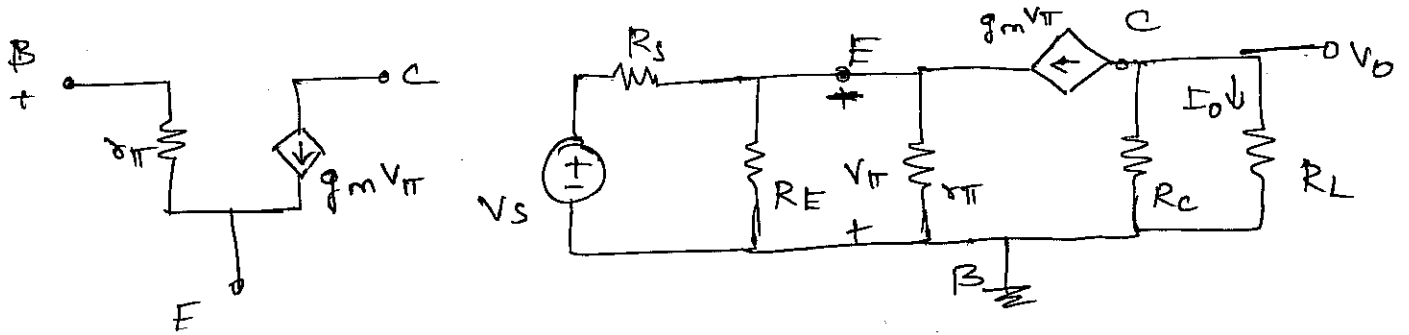 B
+
rπ
C
gmVπ
E
Rs
Vs
+
-
RE
E
+
Vπ
+
rπ
gmVπ
C
B
Rc
Io↓
RL
Vo